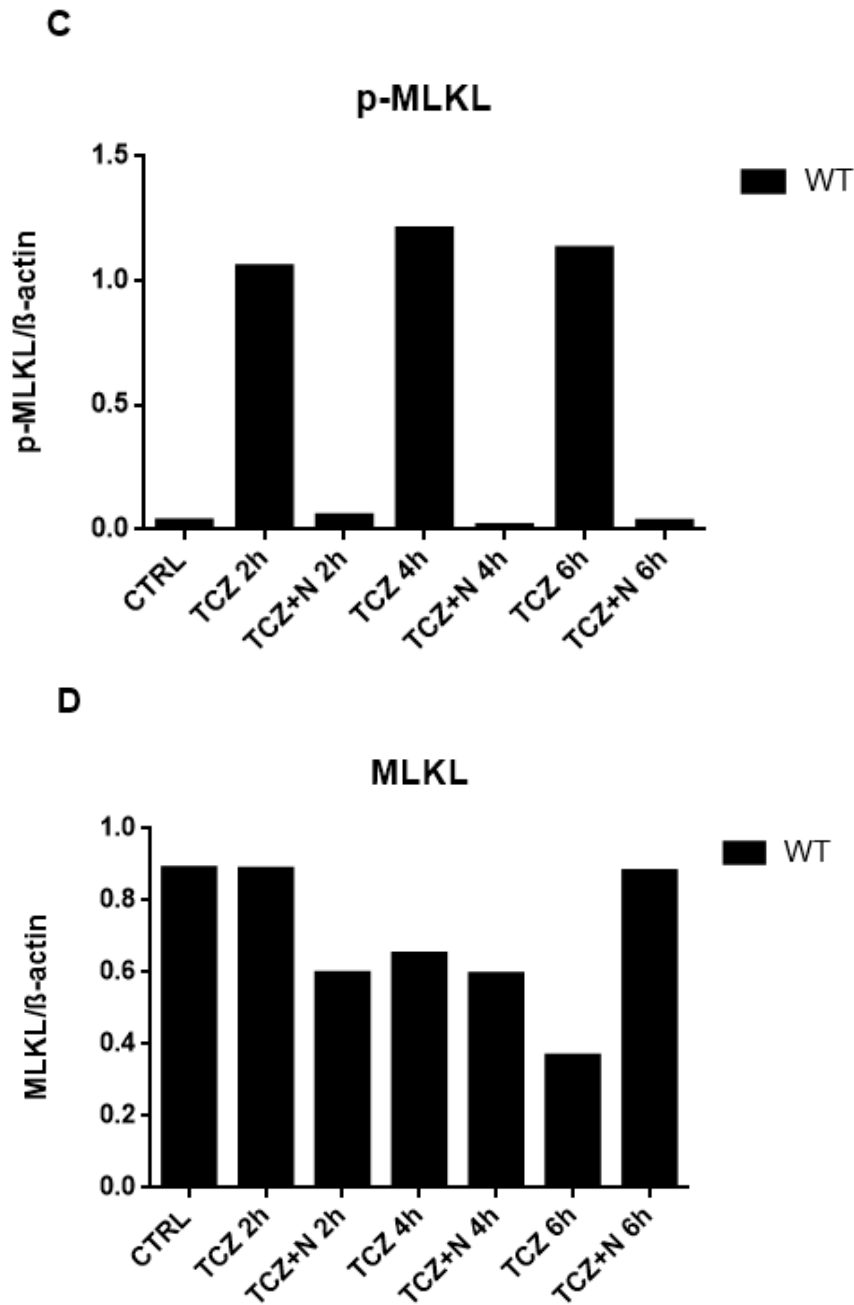 C
p-MLKL
WT
p-MLKL/ß-actin
1.5
1.0
0.5
0.0
CTRL
TCZ 2h
TCZ+N 2h
TCZ 4h
TCZ+N 4h
TCZ 6h
TCZ+N 6h
D
MLKL
WT
MLKL/ß-actin
1.0
0.8
0.6
0.4
0.2
0.0
CTRL
TCZ 2h
TCZ+N 2h
TCZ 4h
TCZ+N 4h
TCZ 6h
TCZ+N 6h